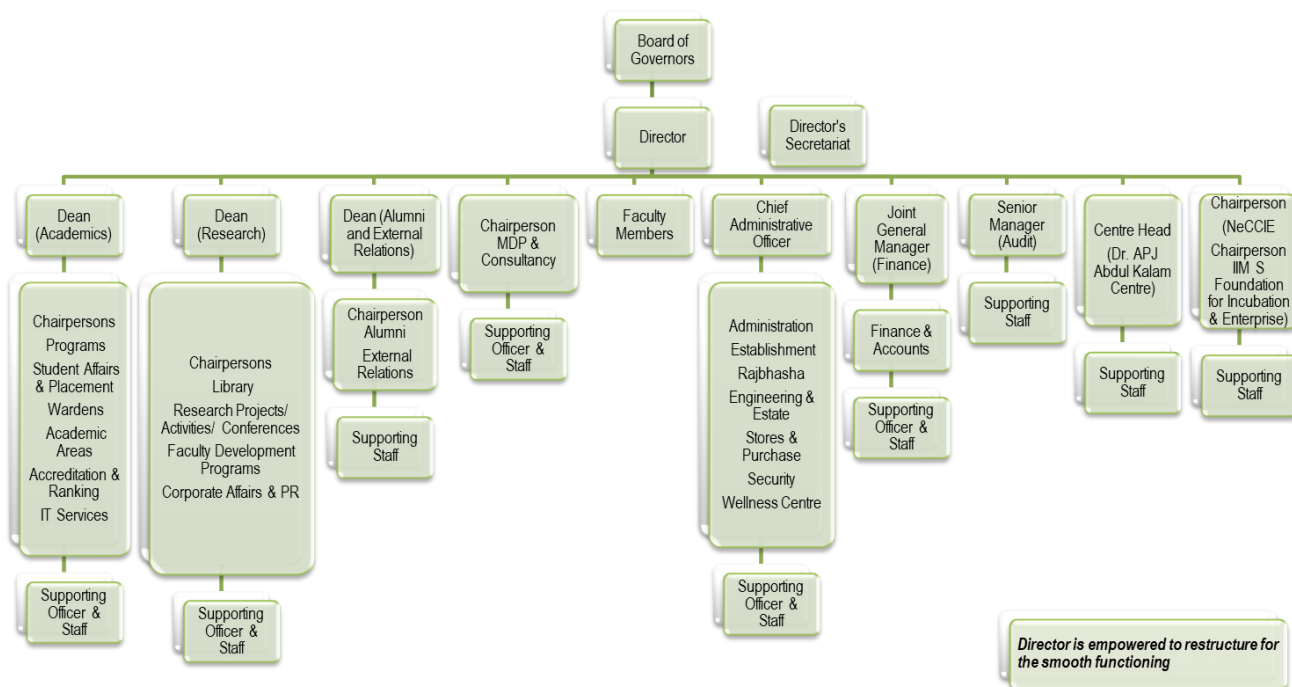 Board of
Governors
Director
Director's
Secretariat
Dean
(Academics)
Dean
(Research)
Dean (Alumni
and External
Relations)
Chairperson
MDP &
Consultancy
Faculty
Members
Chief
Administrative
Officer
Joint
General
Manager
(Finance)
Senior
Manager
(Audit)
Centre Head
(Dr. APJ
Abdul Kalam
Centre)
Chairperson
(NeCCIE
Chairperson
IIM S
Foundation
for Incubation
& Enterprise)
Chairpersons
Programs
Student Affairs
& Placement
Wardens
Academic
Areas
Accreditation &
Ranking
IT Services
Supporting
Officer &
Staff
Chairpersons
Library
Research Projects/
Activities/ Conferences
Faculty Development
Programs
Corporate Affairs & PR
Supporting
Officer &
Staff
Chairperson
Alumni
External
Relations
Supporting
Staff
Supporting
Officer &
Staff
Administration
Establishment
Rajbhasha
Engineering &
Estate
Stores &
Purchase
Security
Wellness Centre
Supporting
Officer &
Staff
Finance &
Accounts
Supporting
Officer &
Staff
Supporting
Staff
Supporting
Staff
Supporting
Staff
Director is empowered to restructure for
the smooth functioning